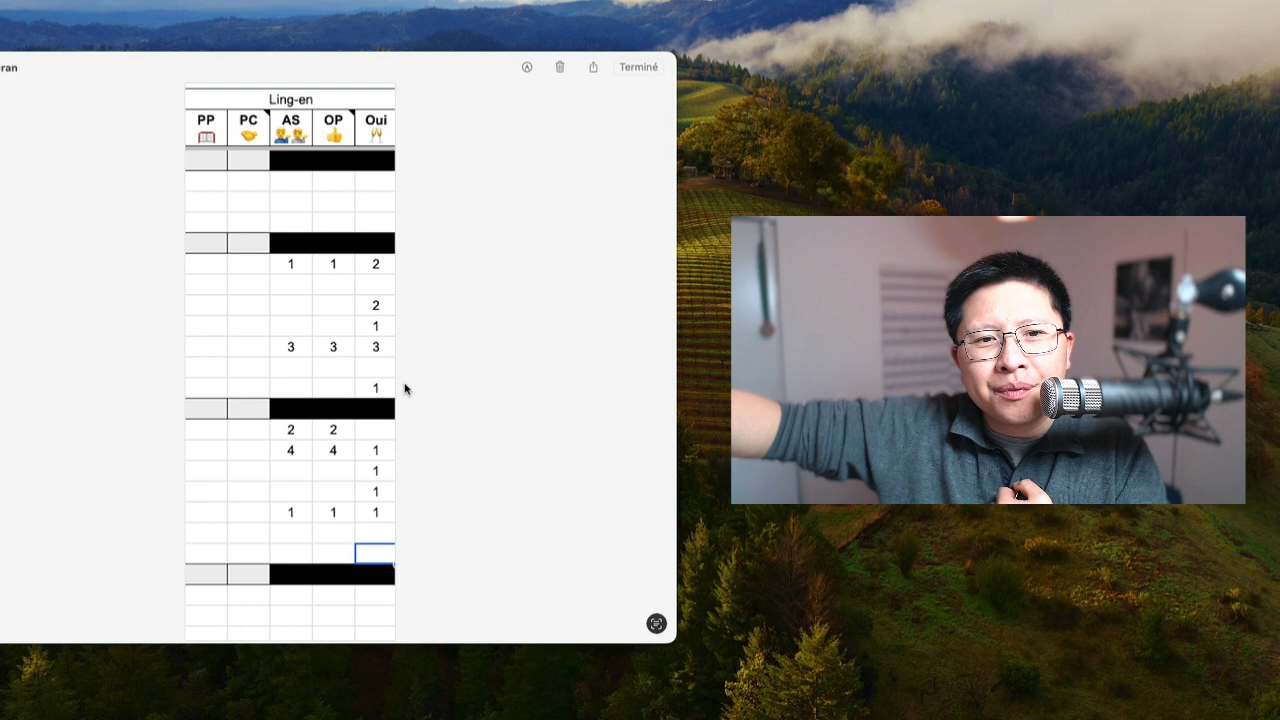 ran
Terminé
Ling-en
PP PC AS OP Oui
1 1 2
2
1
3 3 3
1
2 2
4 4 1
1
1
1 1 1